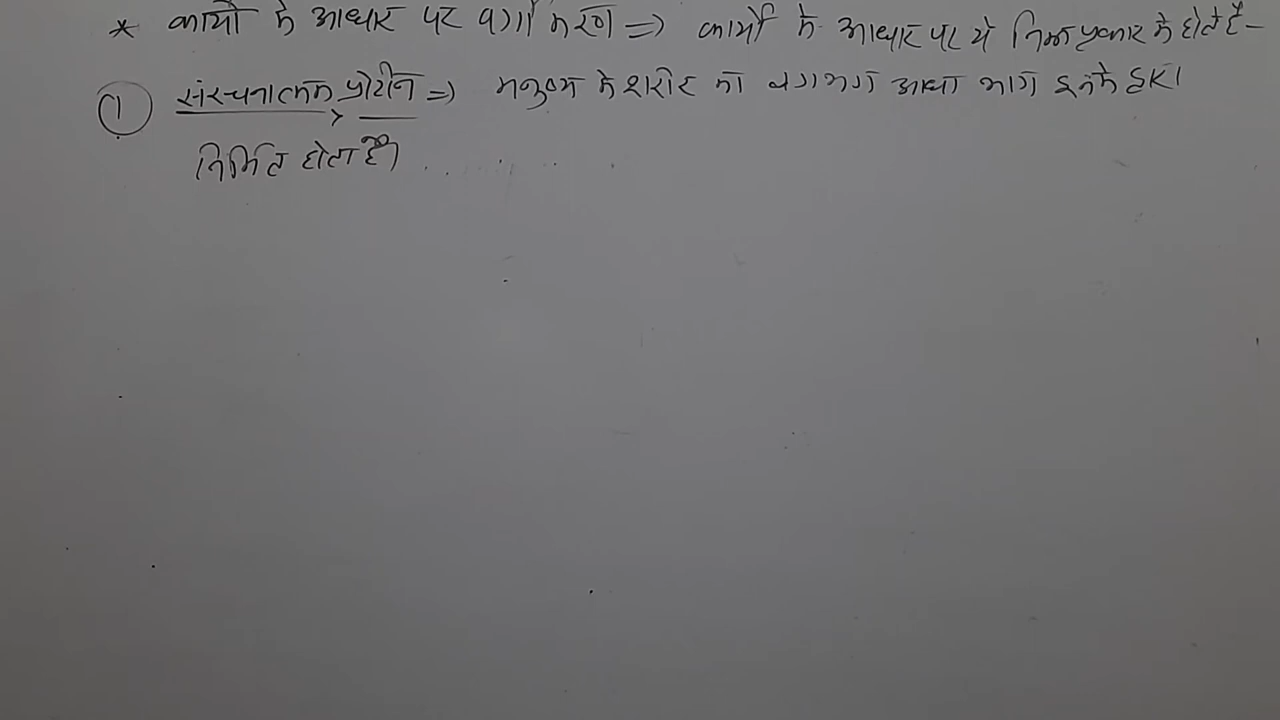 * कार्यो के आधार पर वर्गीकरण => कार्यों के आधार पर ये निम्न प्रकार के होते हैं-
① संरचनात्मक प्रोटीन => मनुष्य के शरीर का लगभग आधा भाग इनके द्वारा
निर्मित होता है।